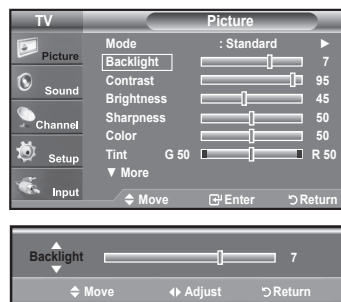 TV Picture
Picture
Sound
Channel
Setup
Input
Mode : Standard ►
Backlight 7
Contrast 95
Brightness 45
Sharpness 50
Color 50
Tint G 50 R 50
▼ More
Move Enter Return
Backlight 7
Move Adjust Return